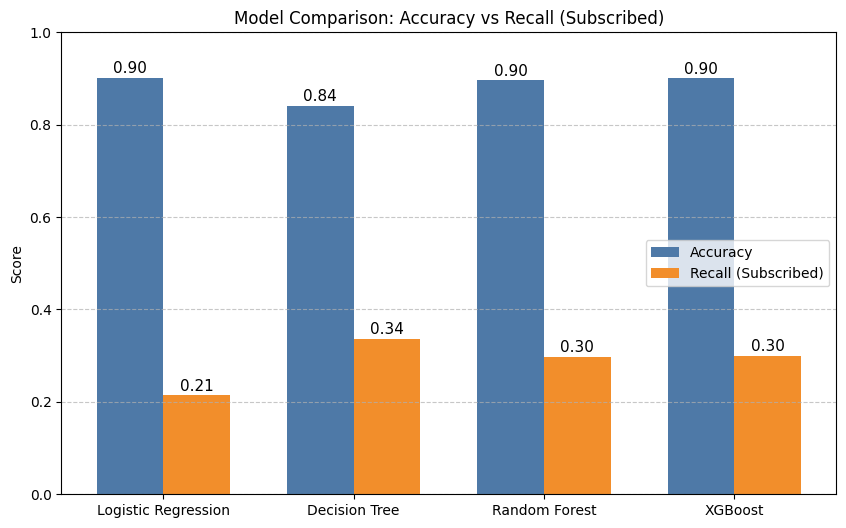 Model Comparison: Accuracy vs Recall (Subscribed)
1.0
0.8
0.6
0.4
0.2
0.0
Score
0.90
0.21
0.84
0.34
0.90
0.30
0.90
0.30
Accuracy
Recall (Subscribed)
Logistic Regression
Decision Tree
Random Forest
XGBoost